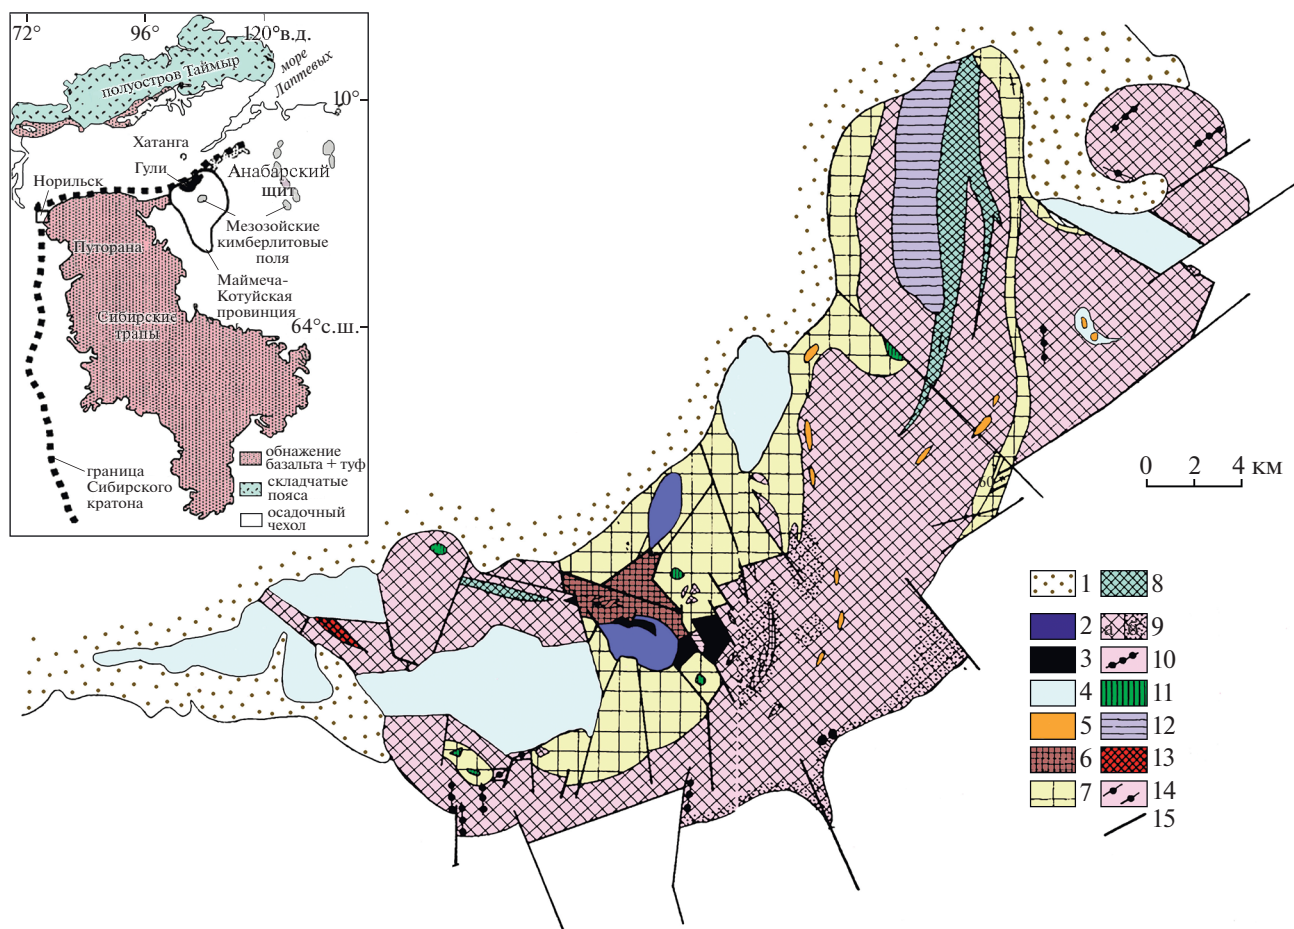 72°
96°
120°в.д.
море
Лаптевых
полуостров Таймыр
10°
Хатанга
Гули
Анабарский
щит
Норильск
Мезозойские
кимберлитовые
поля
Путорана
Маймеча-
Котуйская
провинция
Сибирские
трапы
64°с.ш.
граница
Сибирского
кратона
обнажение
базальта + туф
складчатые
пояса
осадочный
чехол
0 2 4 км
60
1
2
3
4
5
6
7
8
а б 9
10
11
12
13
14
15